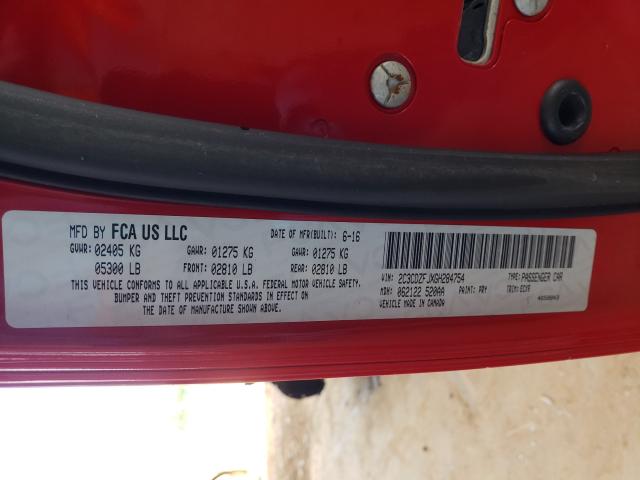 MFD BY FCA US LLC DATE OF MFR(BUILT): 6-16
GVWR: 02405 KG GAWR: 01275 KG GAWR: 01275 KG
05300 LB FRONT: 02810 LB REAR: 02810 LB
THIS VEHICLE CONFORMS TO ALL APPLICABLE U.S.A. FEDERAL MOTOR VEHICLE SAFETY,
BUMPER AND THEFT PREVENTION STANDARDS IN EFFECT ON
THE DATE OF MANUFACTURE SHOWN ABOVE.
VIN: 2C3CDZFJXGH284754 TYPE: PASSENGER CAR
MDH: 062122 520AA PAINT: PRY TRIM: ECX9
VEHICLE MADE IN CANADA